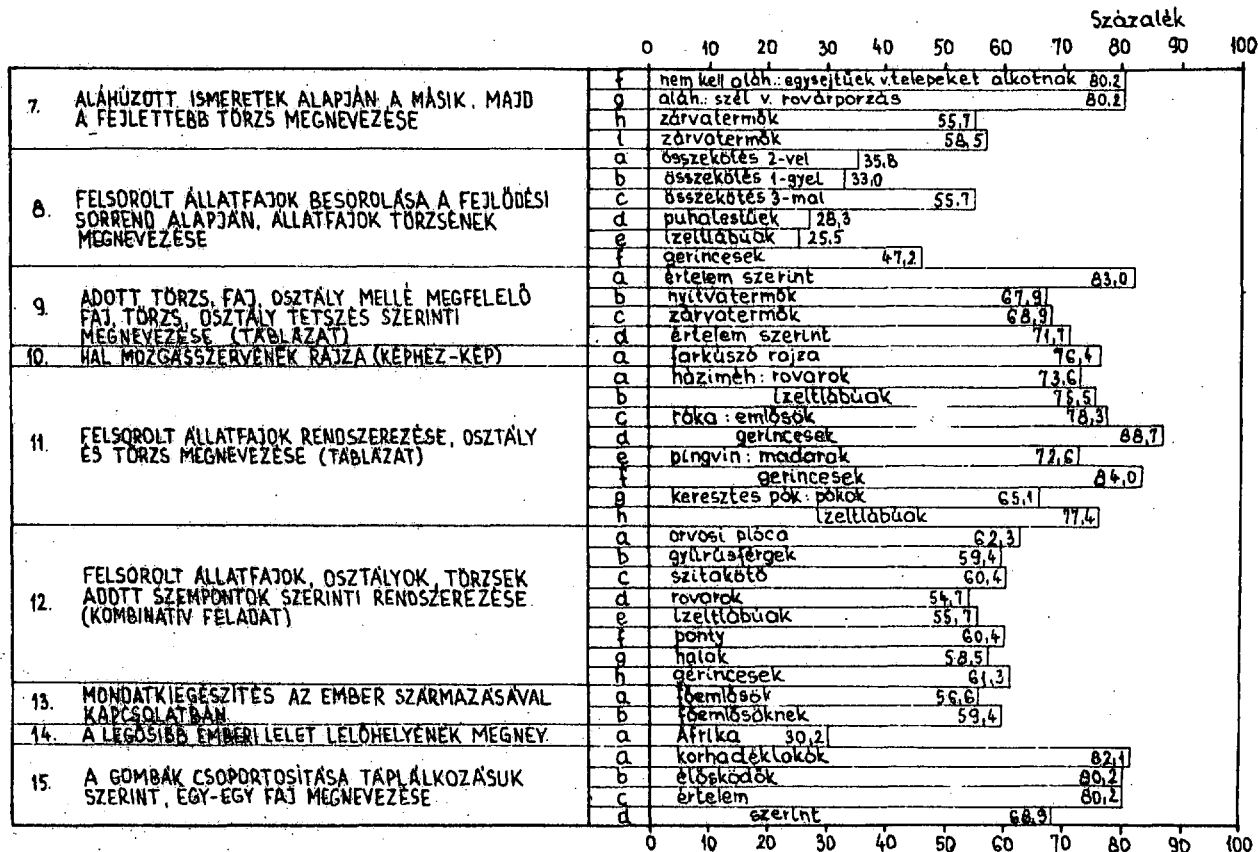 Százalék
0 10 20 30 40 50 60 70 80 90 100
7. ALÁHÚZOTT ISMERETEK ALAPJÁN A MÁSIK, MAJD
A FEJLETTEBB TÖRZS MEGNEVEZÉSE
f nem kell aláh.: egysejtűek v. telepeket alkotnak 80.2
g aláh.: szél v. rovarporzás 80,2
h zárvatermők 55,7
i zárvatermők 58,5
8. FELSOROLT ÁLLATFAJOK BESOROLÁSA A FEJLŐDÉSI
SORREND ALAPJÁN, ÁLLATFAJOK TÖRZSÉNEK
MEGNEVEZÉSE
a összekötés 2-vel 35,8
b összekötés 1-gyel 33,0
c összekötés 3-mal 55,7
d puhatestűek 28,3
e ízeltlábúak 25,5
f gerincesek 47,2
9. ADOTT TÖRZS, FAJ, OSZTÁLY MELLÉ MEGFELELŐ
FAJ, TÖRZS, OSZTÁLY TETSZÉS SZERINTI
MEGNEVEZÉSE (TÁBLÁZAT)
a értelem szerint 83,0
b nyitvatermők 67,9
c zárvatermők 68,9
d értelem szerint 71,7
10. HAL MOZGÁSSZERVÉNEK RAJZA (KÉPHEZ-KÉP)
a farkúszó rajza 76,4
11. FELSOROLT ÁLLATFAJOK RENDSZEREZÉSE, OSZTÁLY
ÉS TÖRZS MEGNEVEZÉSE (TÁBLÁZAT)
a háziméh: rovarok 73,6
b ízeltlábúak 75,5
c róka: emlősök 78,3
d gerincesek 88,7
e pingvin: madarak 72,6
f gerincesek 84,0
g keresztes pók: pókok 65,1
h ízeltlábúak 77,4
12. FELSOROLT ÁLLATFAJOK, OSZTÁLYOK, TÖRZSEK
ADOTT SZEMPONTOK SZERINTI RENDSZEREZÉSE
(KOMBINATÍV FELADAT)
a orvosi pióca 62,3
b gyűrűsférgek 59,4
c szitakötő 60,4
d rovarok 54,7
e ízeltlábúak 55,7
f ponty 60,4
g halak 58,5
h gerincesek 61,3
13. MONDATKIEGÉSZÍTÉS AZ EMBER SZÁRMAZÁSÁVAL
KAPCSOLATBAN
a főemlősök 56,6
b főemlősöknek 59,4
14. A LEGŐSIBB EMBERI LELET LELŐHELYÉNEK MEGNEV.
a Afrika 30,2
15. A GOMBÁK CSOPORTOSÍTÁSA TÁPLÁLKOZÁSUK
SZERINT, EGY-EGY FAJ MEGNEVEZÉSE
a korhadéklakók 82,1
b élősködők 80,2
c értelem 80,2
d szerint 68,9
0 10 20 30 40 50 60 70 80 90 100